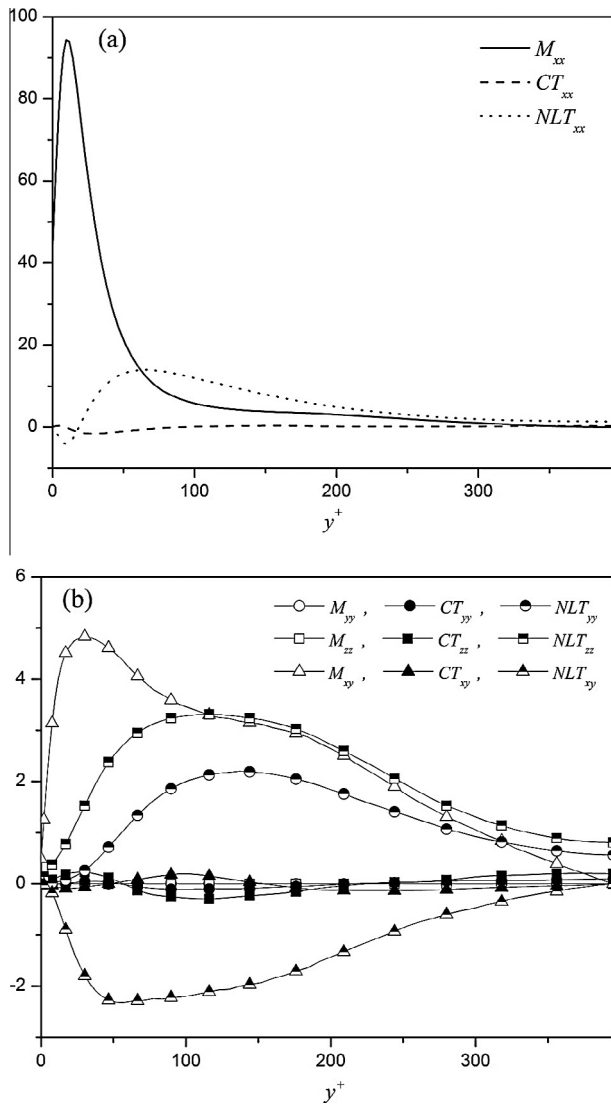 100
(a)
M_xx
CT_xx
NLT_xx
80
60
40
20
0
0 100 200 300
y^+
6
(b)
M_yy , CT_yy , NLT_yy
M_zz , CT_zz , NLT_zz
M_xy , CT_xy , NLT_xy
4
2
0
-2
0 100 200 300
y^+